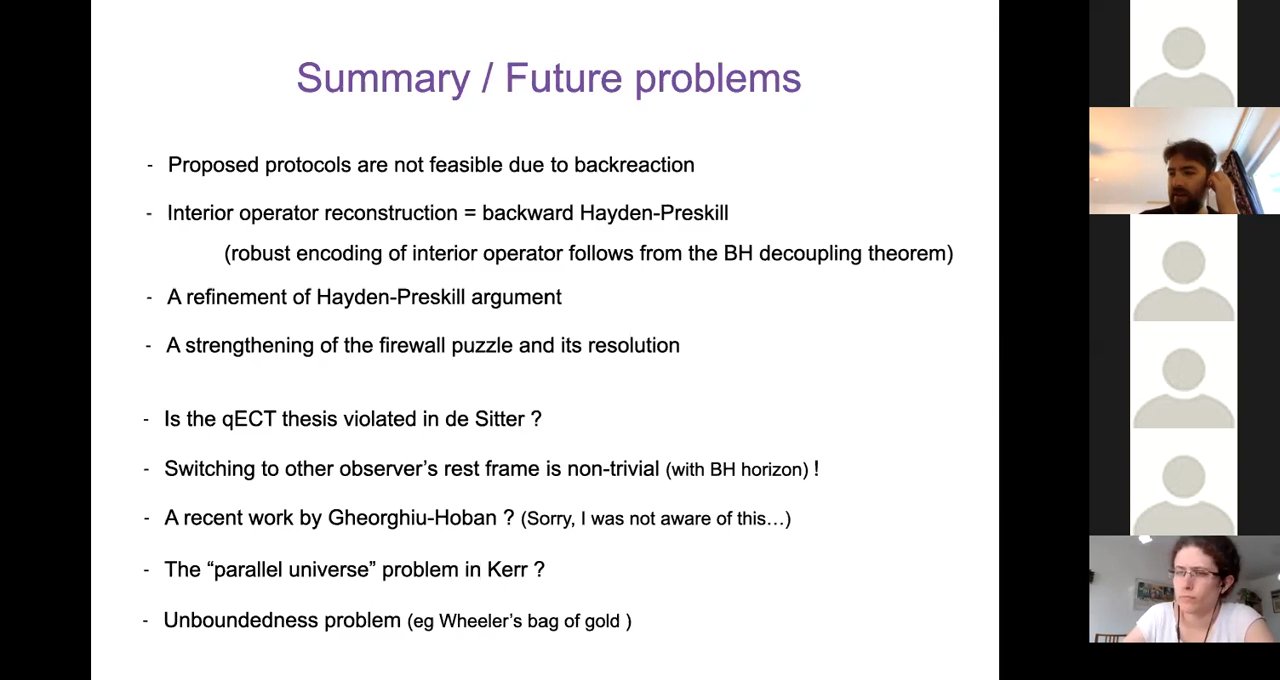 Summary / Future problems
- Proposed protocols are not feasible due to backreaction
- Interior operator reconstruction = backward Hayden-Preskill
(robust encoding of interior operator follows from the BH decoupling theorem)
- A refinement of Hayden-Preskill argument
- A strengthening of the firewall puzzle and its resolution
- Is the qECT thesis violated in de Sitter ?
- Switching to other observer's rest frame is non-trivial (with BH horizon) !
- A recent work by Gheorghiu-Hoban ? (Sorry, I was not aware of this…)
- The “parallel universe” problem in Kerr ?
- Unboundedness problem (eg Wheeler's bag of gold )